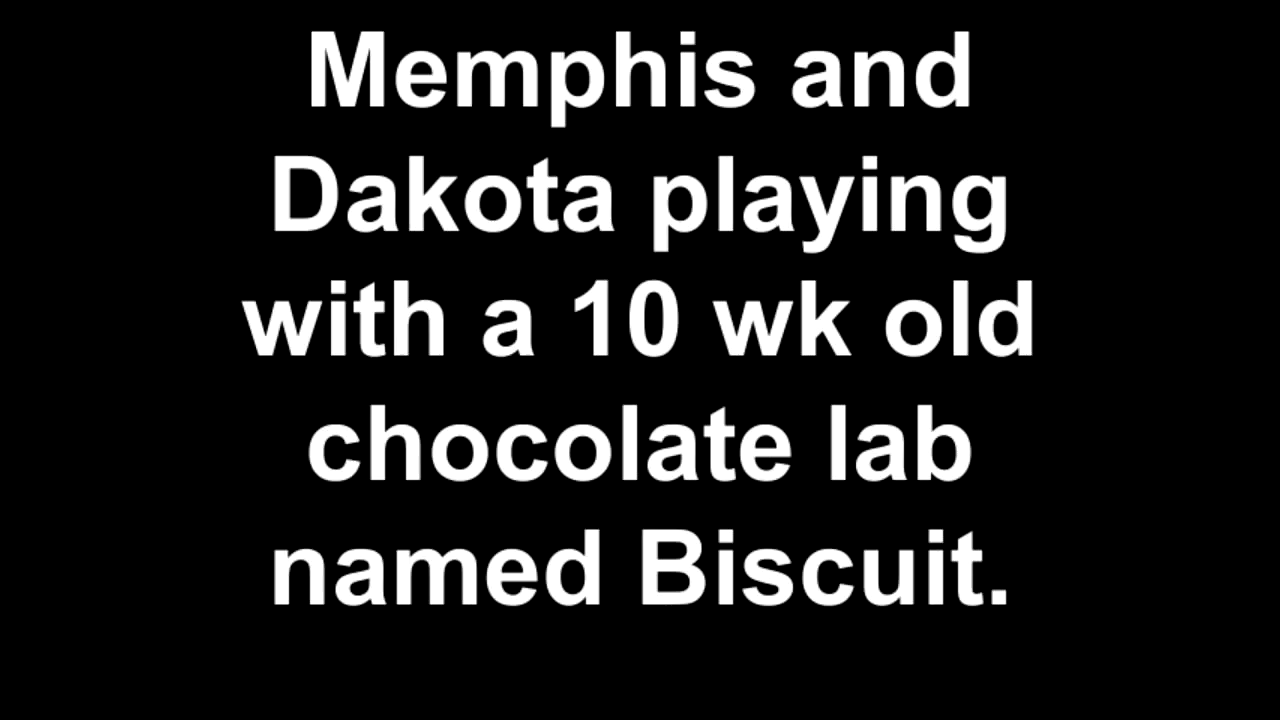 Memphis and
Dakota playing
with a 10 wk old
chocolate lab
named Biscuit.